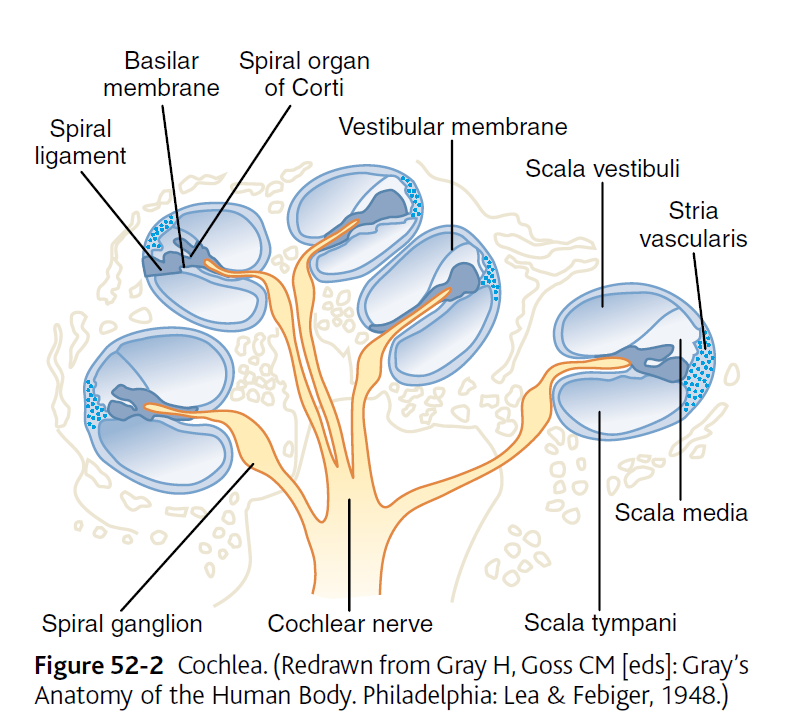 Basilar
membrane
Spiral organ
of Corti
Spiral
ligament
Vestibular membrane
Scala vestibuli
Stria
vascularis
Scala media
Spiral ganglion
Cochlear nerve
Scala tympani
Figure 52-2 Cochlea. (Redrawn from Gray H, Goss CM [eds]: Gray’s
Anatomy of the Human Body. Philadelphia: Lea & Febiger, 1948.)